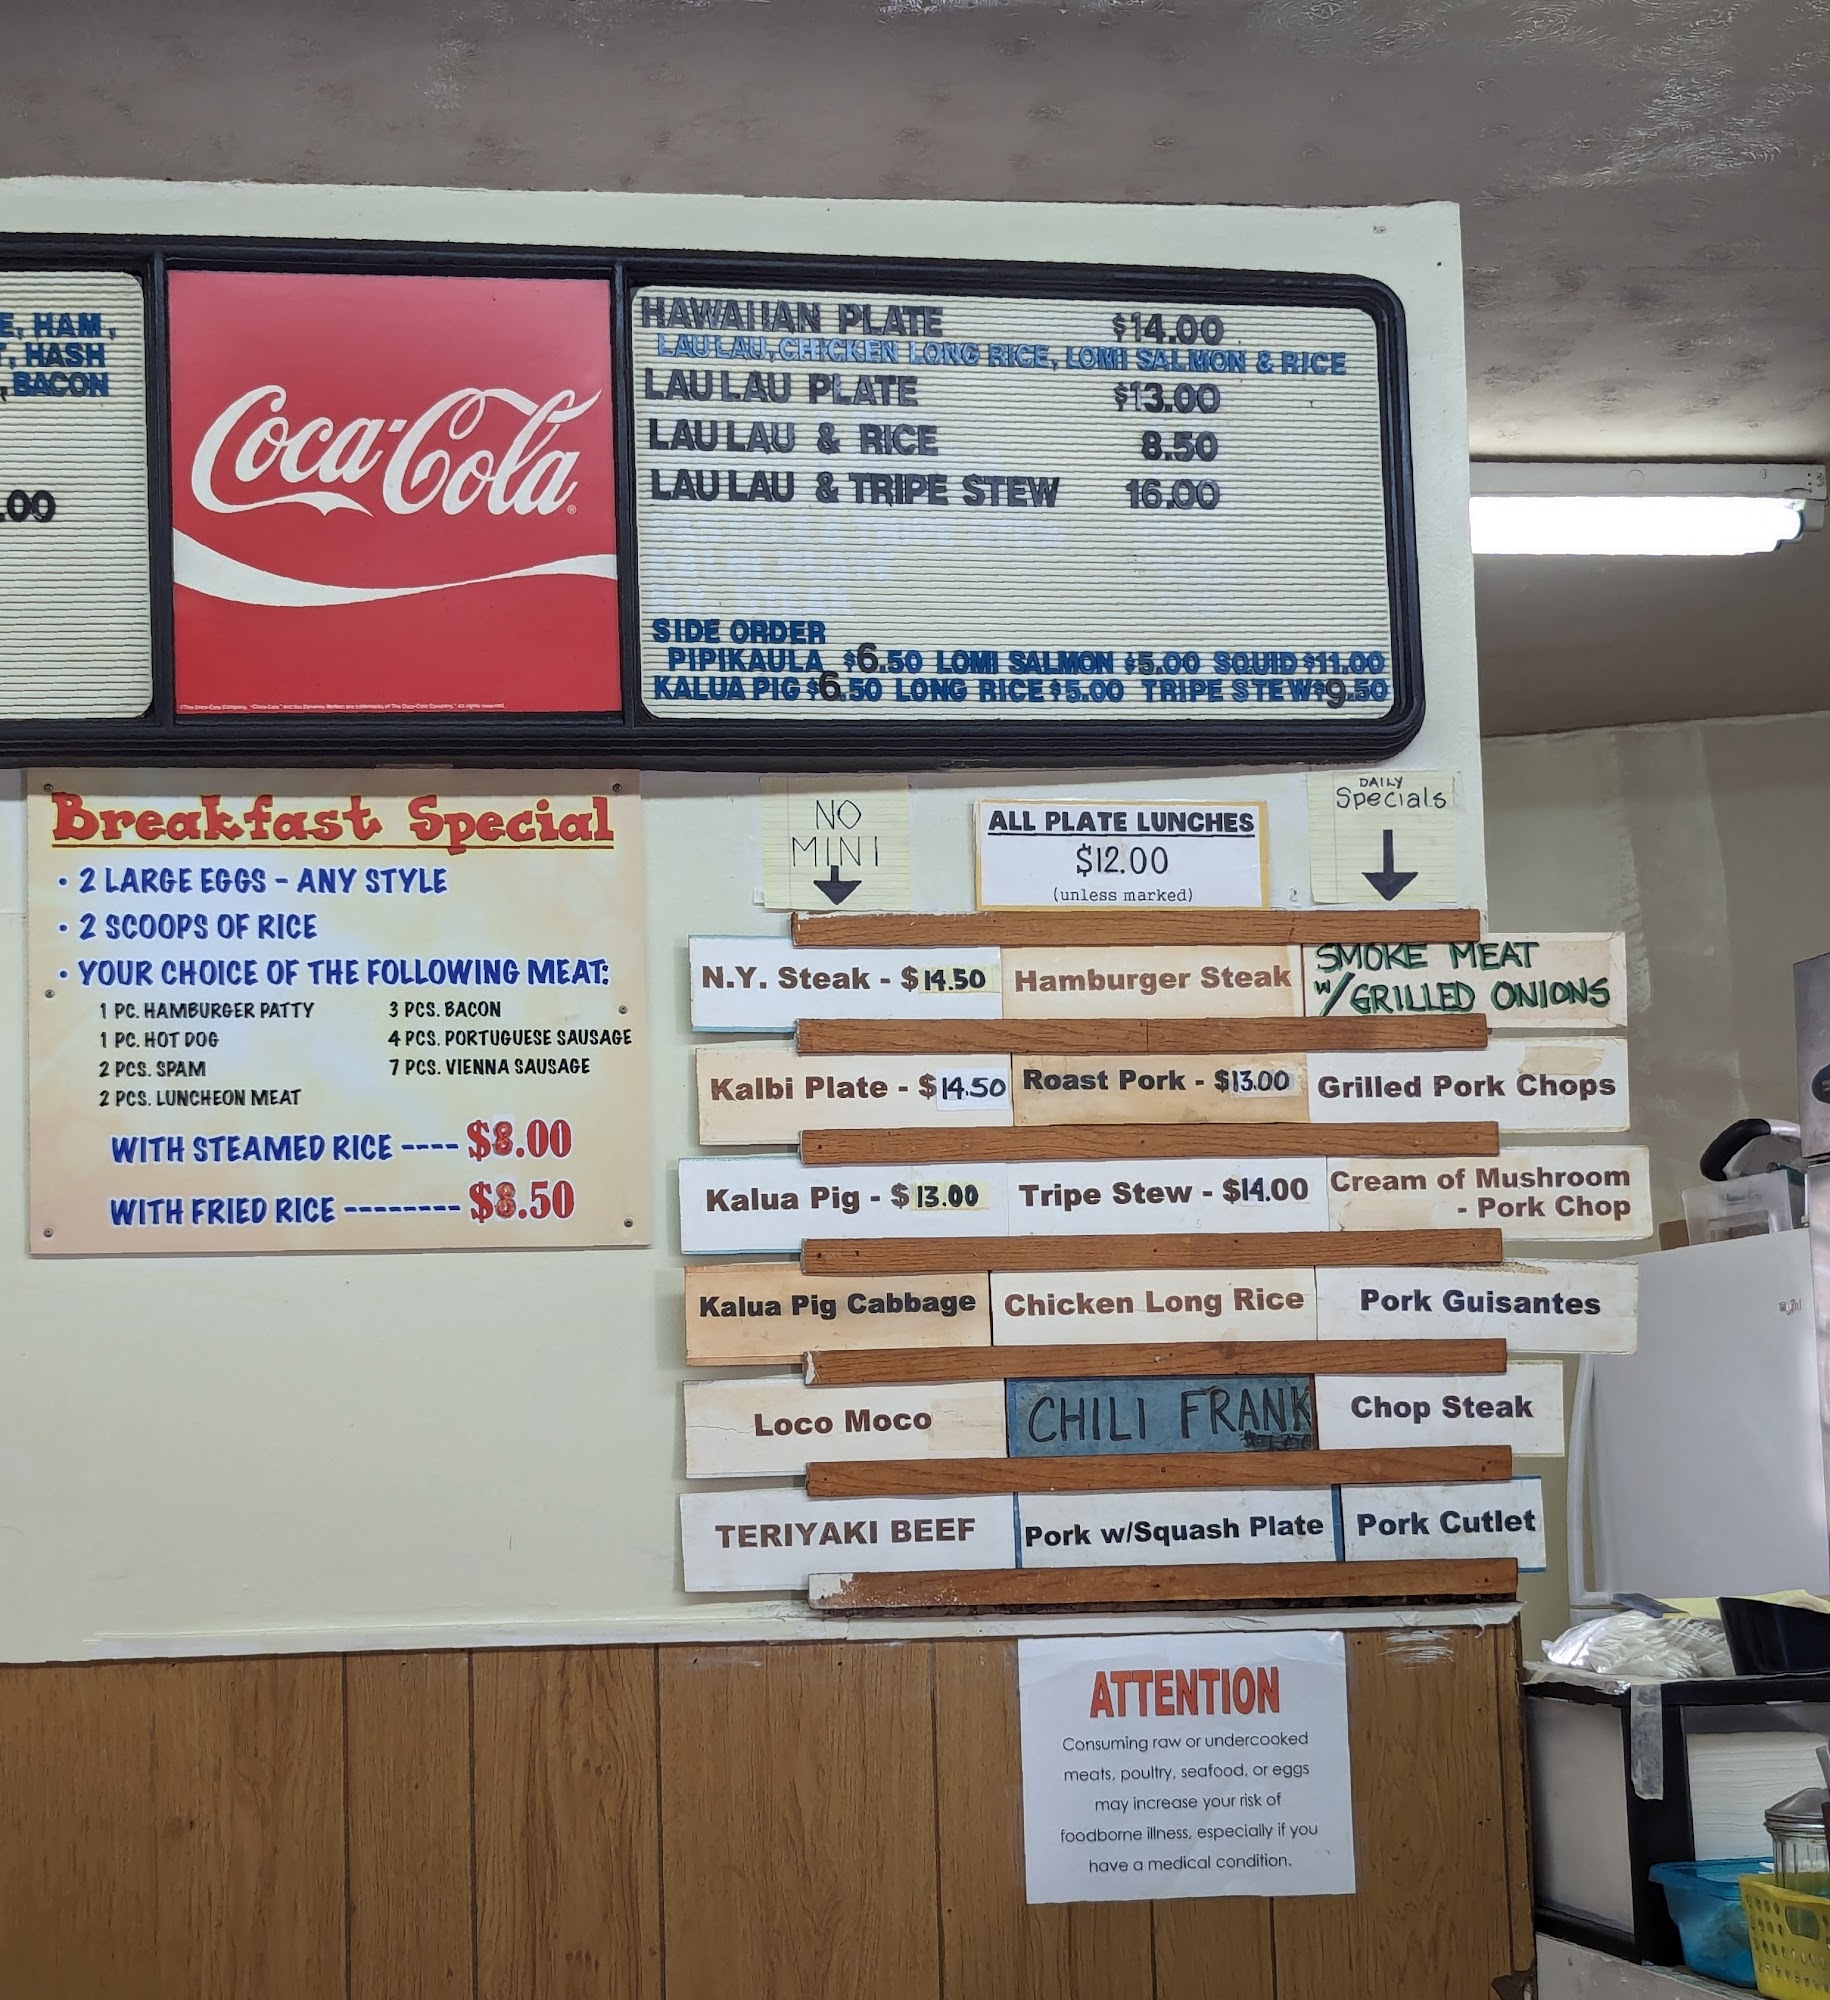 E, HAM,
T, HASH
, BACON
.00
Coca-Cola
HAWAIIAN PLATE $14.00
LAU LAU, CHICKEN LONG RICE, LOMI SALMON & RICE
LAU LAU PLATE $13.00
LAU LAU & RICE 8.50
LAU LAU & TRIPE STEW 16.00
SIDE ORDER
PIPIKAULA $6.50 LOMI SALMON $5.00 SQUID $11.00
KALUA PIG $6.50 LONG RICE $5.00 TRIPE STEW $9.50
Breakfast Special
• 2 LARGE EGGS - ANY STYLE
• 2 SCOOPS OF RICE
• YOUR CHOICE OF THE FOLLOWING MEAT:
1 PC. HAMBURGER PATTY 3 PCS. BACON
1 PC. HOT DOG 4 PCS. PORTUGUESE SAUSAGE
2 PCS. SPAM 7 PCS. VIENNA SAUSAGE
2 PCS. LUNCHEON MEAT
WITH STEAMED RICE ---- $8.00
WITH FRIED RICE -------- $8.50
NO
MINI
ALL PLATE LUNCHES
$12.00
(unless marked)
DAILY
Specials
N.Y. Steak - $14.50
Hamburger Steak
SMOKE MEAT
W/ GRILLED ONIONS
Kalbi Plate - $14.50
Roast Pork - $13.00
Grilled Pork Chops
Kalua Pig - $13.00
Tripe Stew - $14.00
Cream of Mushroom
- Pork Chop
Kalua Pig Cabbage
Chicken Long Rice
Pork Guisantes
Loco Moco
CHILI FRANK
Chop Steak
TERIYAKI BEEF
Pork w/Squash Plate
Pork Cutlet
ATTENTION
Consuming raw or undercooked
meats, poultry, seafood, or eggs
may increase your risk of
foodborne illness, especially if you
have a medical condition.